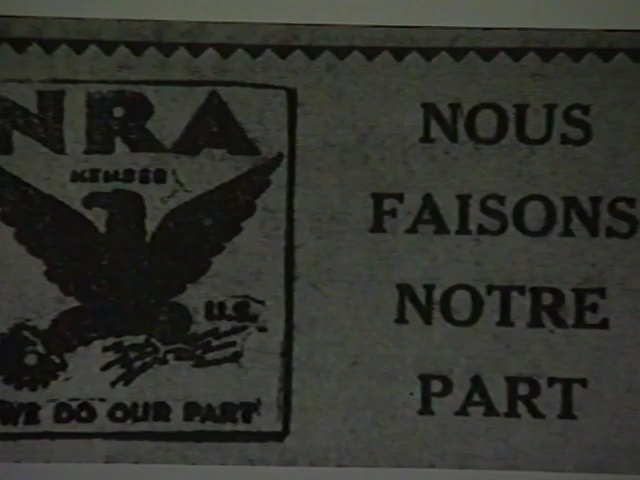 NRA
MEMBER
U.S.
WE DO OUR PART
NOUS
FAISONS
NOTRE
PART